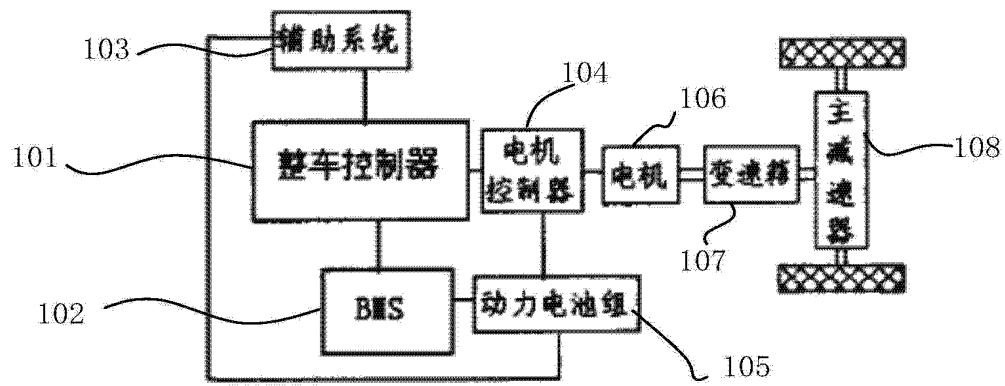 103
辅助系统
104
106
101
整车控制器
电机
控制器
电机
变速箱
主减速器
108
107
102
BMS
动力电池组
105